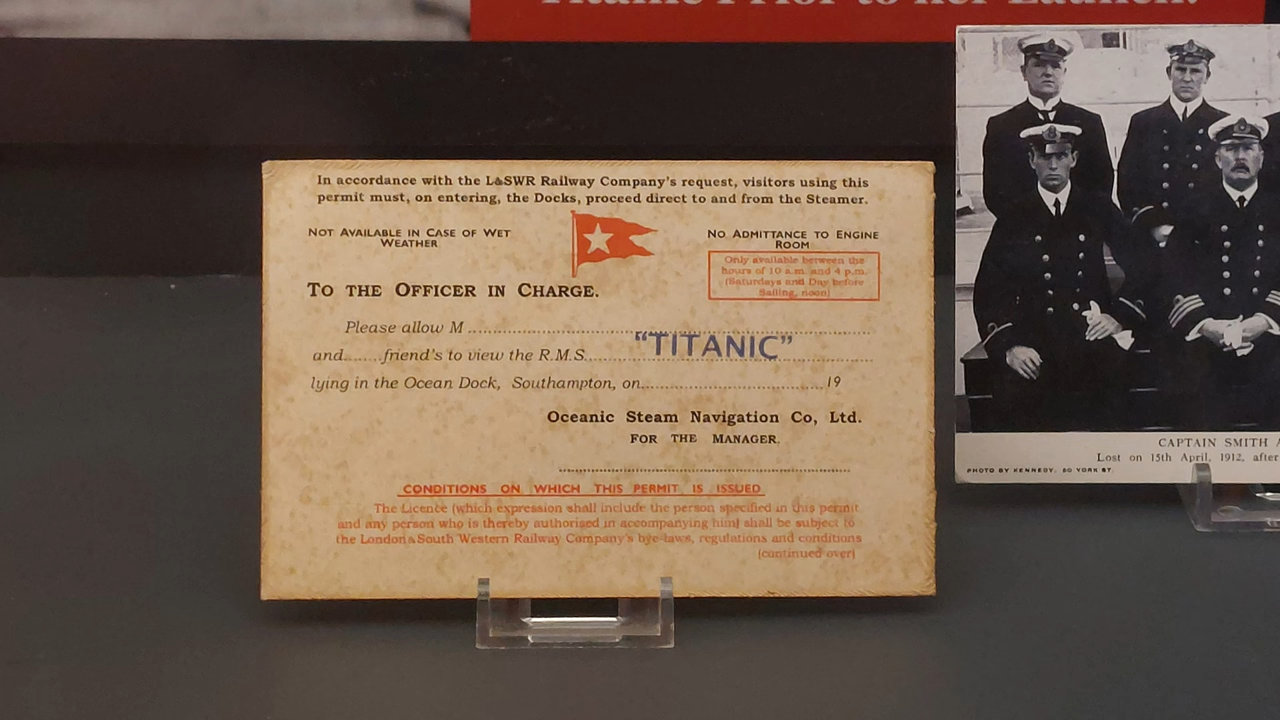 Titanic Prior to her Launch.
In accordance with the L&SWR Railway Company's request, visitors using this
permit must, on entering, the Docks, proceed direct to and from the Steamer.
NOT AVAILABLE IN CASE OF WET
WEATHER
NO ADMITTANCE TO ENGINE
ROOM
Only available between the
hours of 10 a.m. and 4 p.m.
(Saturdays and Day before
Sailing, noon)
TO THE OFFICER IN CHARGE.
Please allow M
and........friend's to view the R.M.S. "TITANIC"
lying in the Ocean Dock, Southampton, on 19
Oceanic Steam Navigation Co, Ltd.
FOR THE MANAGER.
CONDITIONS ON WHICH THIS PERMIT IS ISSUED
The Licence (which expression shall include the person specified in this permit
and any person who is thereby authorised in accompanying him) shall be subject to
the London & South Western Railway Company's bye-laws, regulations and conditions
(continued over)
CAPTAIN SMITH
Lost on 15th April, 1912, after
PHOTO BY KENNEDY, 50 YORK ST.